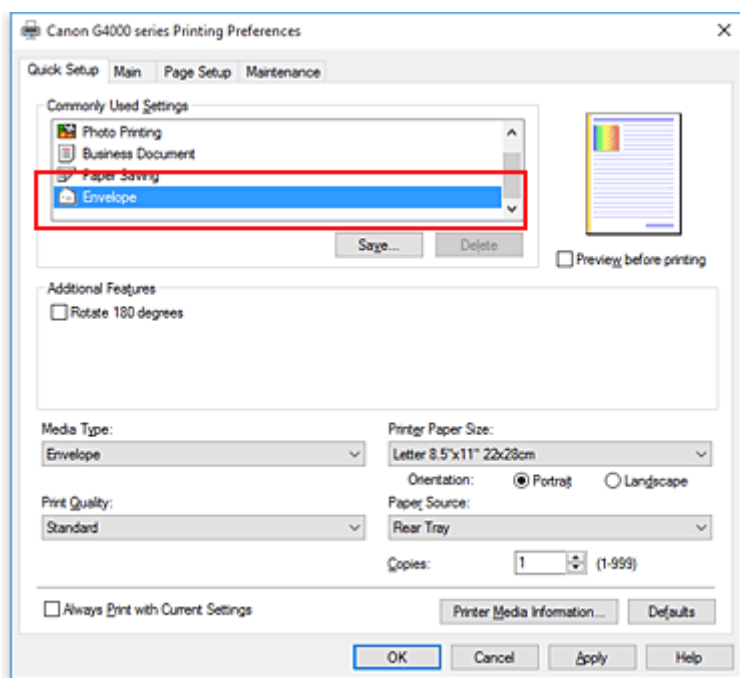 Canon G4000 series Printing Preferences
Quick Setup Main Page Setup Maintenance
Commonly Used Settings
Photo Printing
Business Document
Paper Saving
Envelope
Save... Delete
Preview before printing
Additional Features
Rotate 180 degrees
Media Type: Printer Paper Size:
Envelope Letter 8.5"x11" 22x28cm
Orientation: Portrait Landscape
Print Quality: Paper Source:
Standard Rear Tray
Copies: 1 (1-999)
Always Print with Current Settings Printer Media Information... Defaults
OK Cancel Apply Help